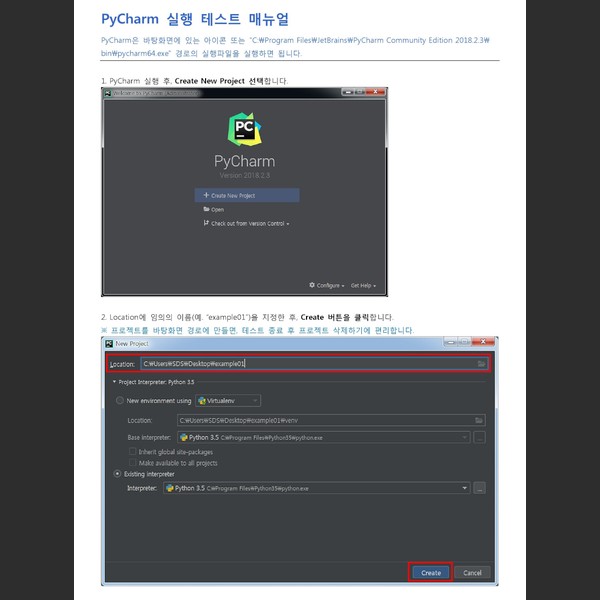 PyCharm 실행 테스트 매뉴얼
PyCharm은 바탕화면에 있는 아이콘 또는 "C:₩Program Files₩JetBrains₩PyCharm Community Edition 2018.2.3₩
bin₩pycharm64.exe" 경로의 실행파일을 실행하면 됩니다.
1. PyCharm 실행 후, Create New Project 선택합니다.
PC
PyCharm
Version 2018.2.3
Create New Project
Open
Check out from Version Control
Configure
Get Help
2. Location에 임의의 이름(예. "example01")을 지정한 후, Create 버튼을 클릭합니다.
※ 프로젝트를 바탕화면 경로에 만들면, 테스트 종료 후 프로젝트 삭제하기에 편리합니다.
New Project
Location: C:₩Users₩SDS₩Desktop₩example01
Project Interpreter: Python 3.5
New environment using Virtualenv
Location: C:₩Users₩SDS₩Desktop₩example01₩venv
Base interpreter: Python 3.5 C:₩Program Files₩Python35₩python.exe
Inherit global site-packages
Make available to all projects
Existing interpreter
Interpreter: Python 3.5 C:₩Program Files₩Python35₩python.exe
Create Cancel